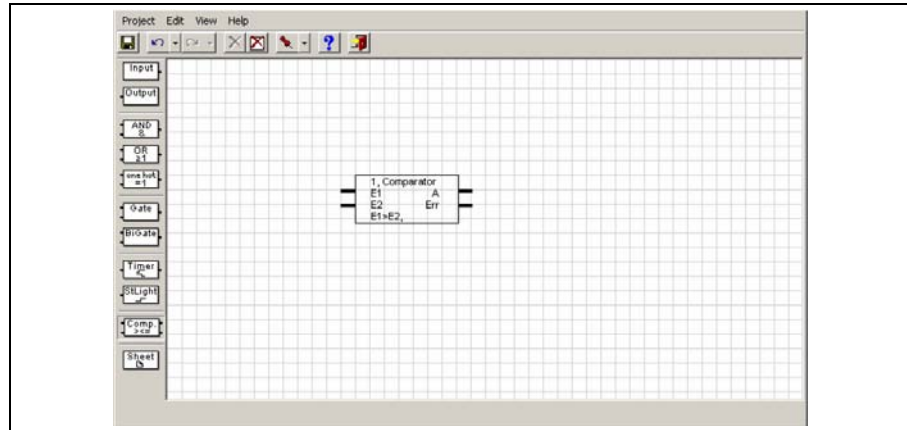 Project Edit View Help
Input
Output
AND
&
OR
≥1
one hot
=1
Gate
BiGate
Timer
StLight
Comp.
><=
Sheet
1, Comparator
E1 A
E2 Err
E1>E2,